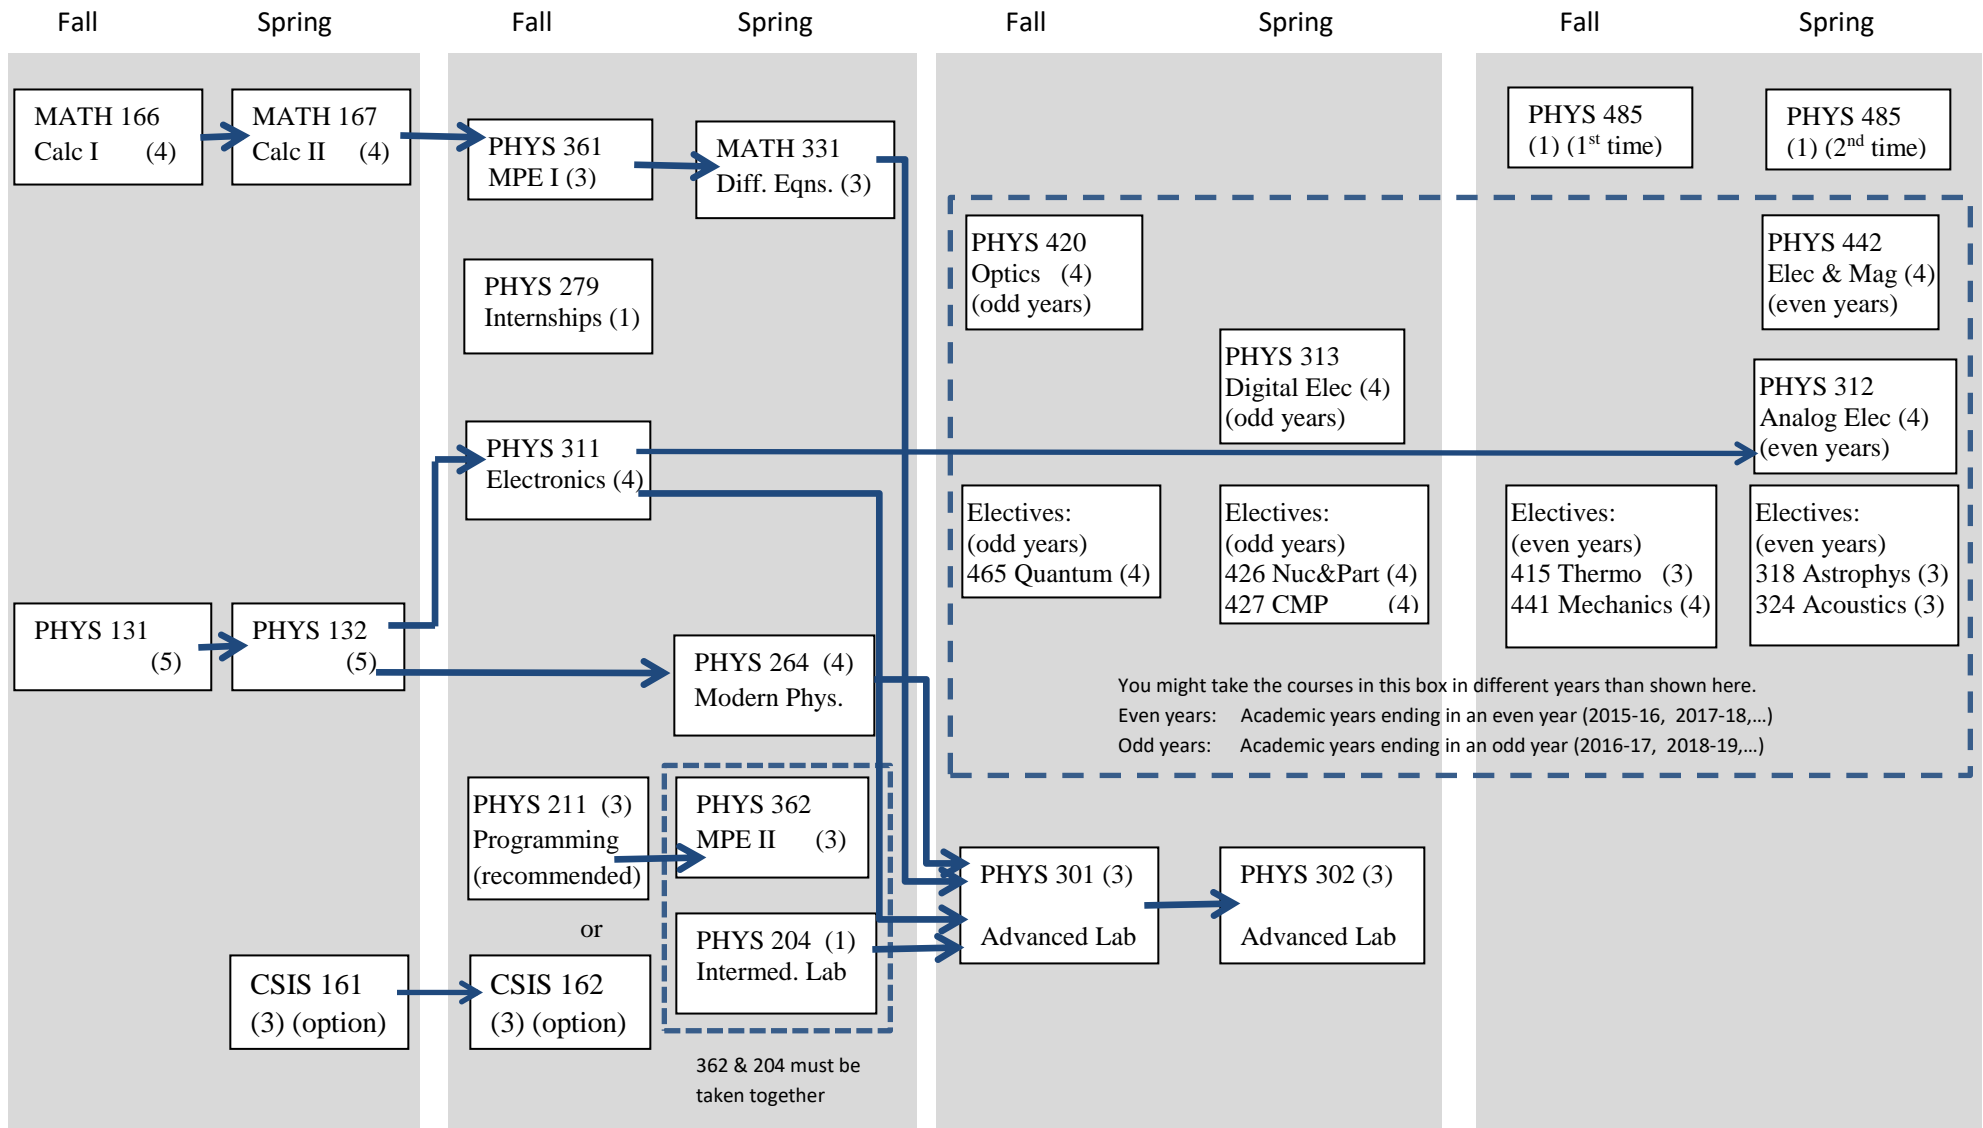 Fall
Spring
Fall
Spring
Fall
Spring
Fall
Spring
MATH 166
Calc I (4)
MATH 167
Calc II (4)
PHYS 361
MPE I (3)
MATH 331
Diff. Eqns. (3)
PHYS 485
(1) (1st time)
PHYS 485
(1) (2nd time)
PHYS 279
Internships (1)
PHYS 420
Optics (4)
(odd years)
PHYS 442
Elec & Mag (4)
(even years)
PHYS 313
Digital Elec (4)
(odd years)
PHYS 312
Analog Elec (4)
(even years)
PHYS 311
Electronics (4)
Electives:
(odd years)
465 Quantum (4)
Electives:
(odd years)
426 Nuc&Part (4)
427 CMP (4)
Electives:
(even years)
415 Thermo (3)
441 Mechanics (4)
Electives:
(even years)
318 Astrophys (3)
324 Acoustics (3)
PHYS 131
(5)
PHYS 132
(5)
PHYS 264 (4)
Modern Phys.
You might take the courses in this box in different years than shown here.
Even years: Academic years ending in an even year (2015-16, 2017-18,...)
Odd years: Academic years ending in an odd year (2016-17, 2018-19,...)
PHYS 211 (3)
Programming
(recommended)
or
PHYS 362
MPE II (3)
PHYS 204 (1)
Intermed. Lab
PHYS 301 (3)
Advanced Lab
PHYS 302 (3)
Advanced Lab
CSIS 161
(3) (option)
CSIS 162
(3) (option)
362 & 204 must be
taken together